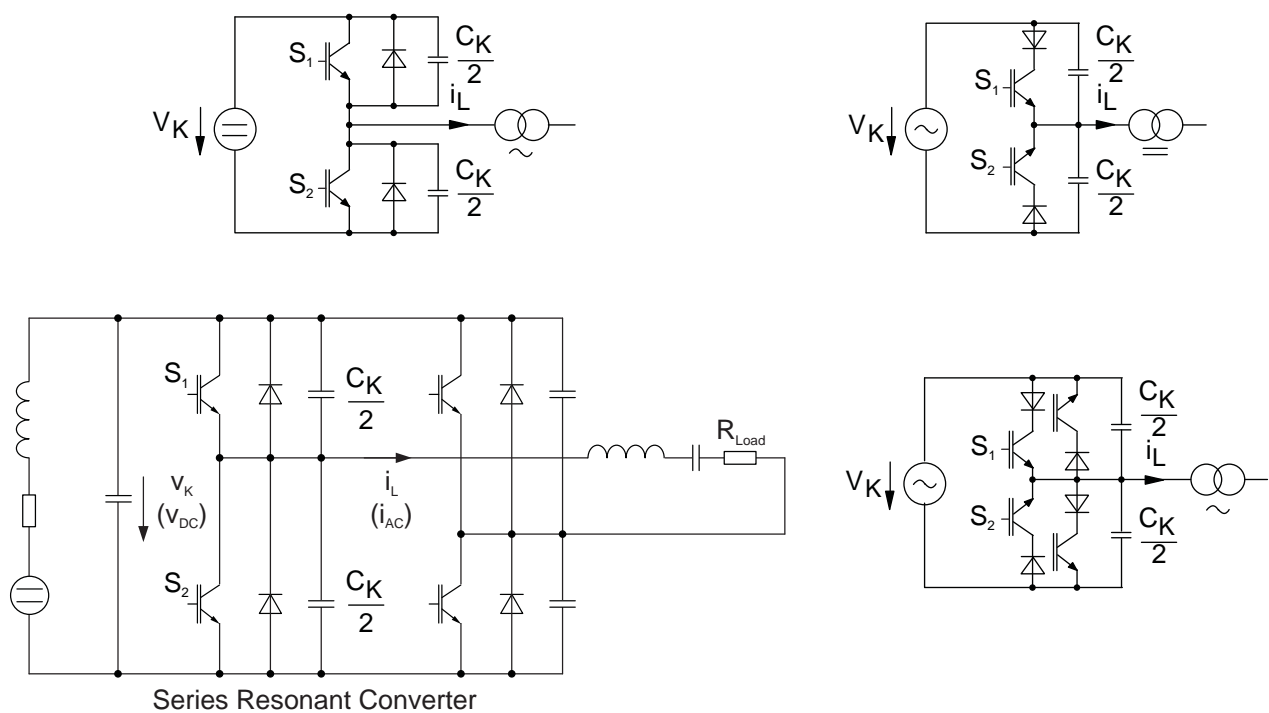 S1
CK
2
iL
VK
S2
CK
2
S1
CK
2
iL
VK
S2
CK
2
S1
CK
2
RLoad
vK
(vDC)
iL
(iAC)
S2
CK
2
Series Resonant Converter
CK
2
S1
iL
VK
S2
CK
2